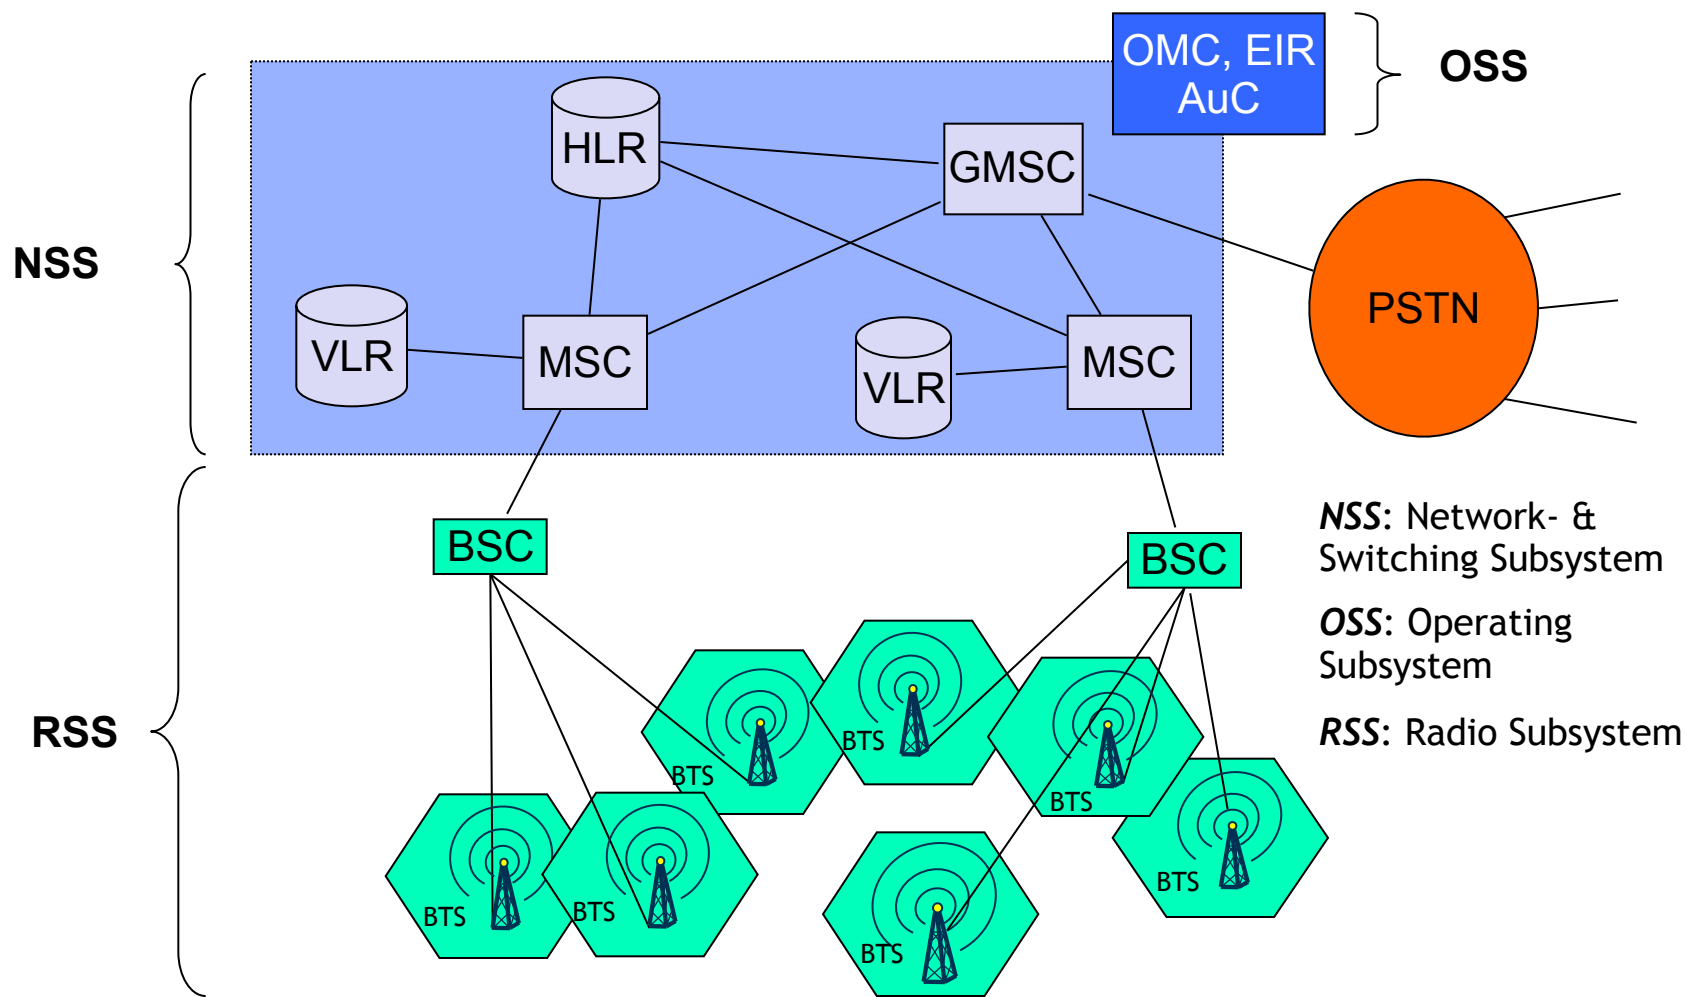 OMC, EIR
AuC
OSS
HLR
GMSC
NSS
PSTN
VLR
MSC
VLR
MSC
BSC
BSC
NSS: Network- &
Switching Subsystem
OSS: Operating
Subsystem
RSS: Radio Subsystem
RSS
BTS
BTS
BTS
BTS
BTS
BTS
BTS